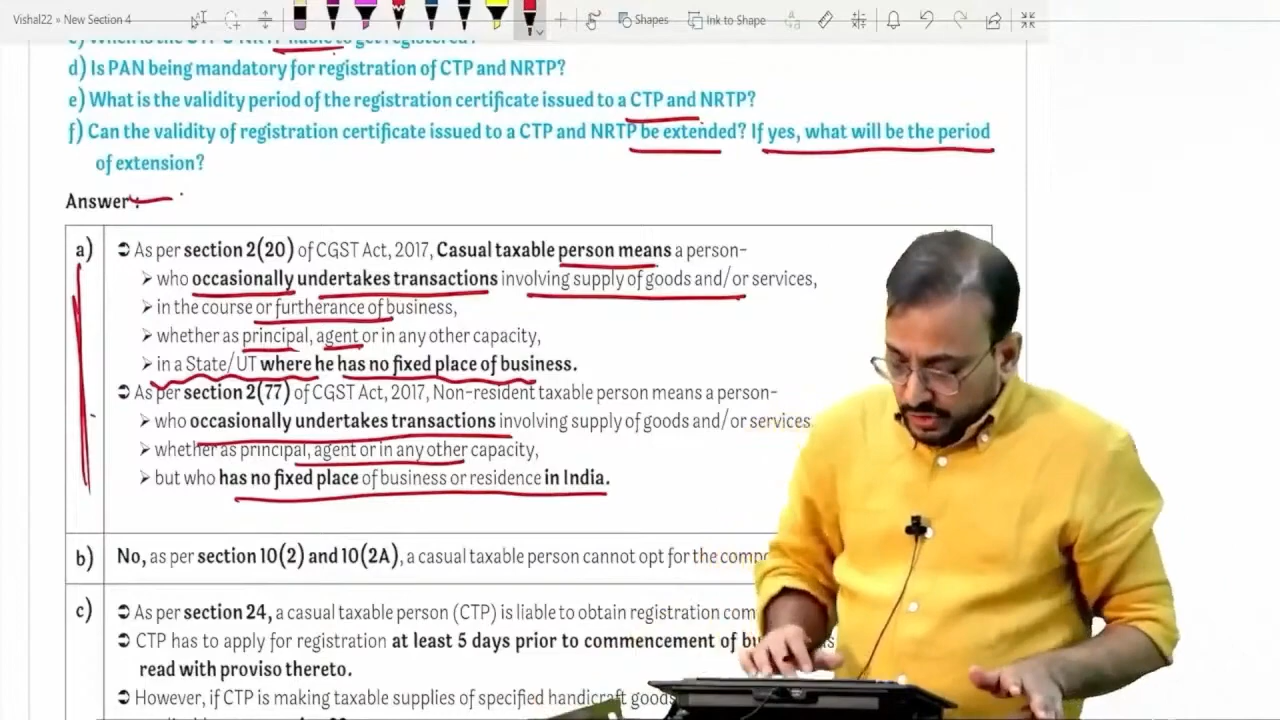 Vishal22 » New Section 4
Shapes
Ink to Shape
liable to get registered?
d) Is PAN being mandatory for registration of CTP and NRTP?
e) What is the validity period of the registration certificate issued to a CTP and NRTP?
f) Can the validity of registration certificate issued to a CTP and NRTP be extended? If yes, what will be the period
of extension?
Answer:
a) ➲ As per section 2(20) of CGST Act, 2017, Casual taxable person means a person-
➤ who occasionally undertakes transactions involving supply of goods and/or services,
➤ in the course or furtherance of business,
➤ whether as principal, agent or in any other capacity,
➤ in a State/UT where he has no fixed place of business.
➲ As per section 2(77) of CGST Act, 2017, Non-resident taxable person means a person-
➤ who occasionally undertakes transactions involving supply of goods and/or services
➤ whether as principal, agent or in any other capacity,
➤ but who has no fixed place of business or residence in India.
b) No, as per section 10(2) and 10(2A), a casual taxable person cannot opt for the
c) ➲ As per section 24, a casual taxable person (CTP) is liable to obtain registration
➲ CTP has to apply for registration at least 5 days prior to commencement of
read with proviso thereto.
➲ However, if CTP is making taxable supplies of specified handicraft goods